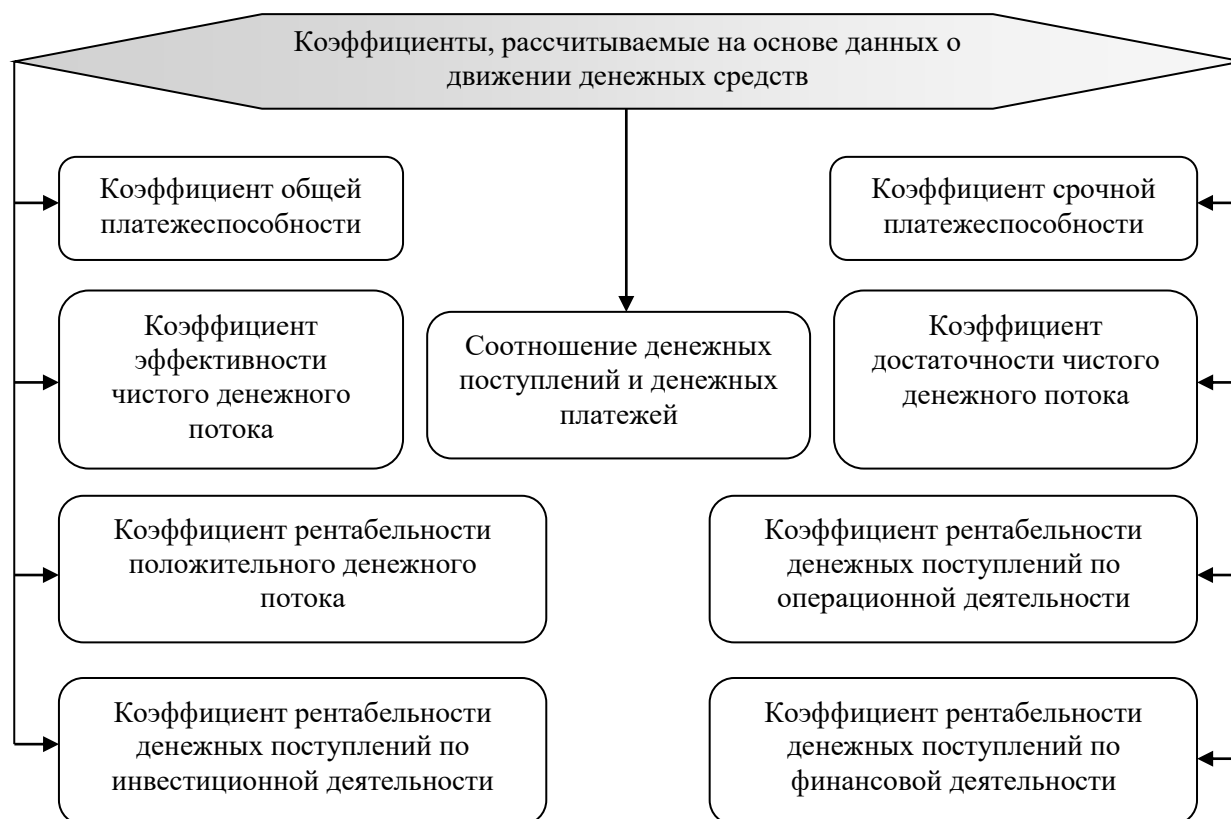 Коэффициенты, рассчитываемые на основе данных о
движении денежных средств
Коэффициент общей
платежеспособности
Коэффициент срочной
платежеспособности
Коэффициент
эффективности
чистого денежного
потока
Соотношение денежных
поступлений и денежных
платежей
Коэффициент
достаточности чистого
денежного потока
Коэффициент рентабельности
положительного денежного
потока
Коэффициент рентабельности
денежных поступлений по
операционной деятельности
Коэффициент рентабельности
денежных поступлений по
инвестиционной деятельности
Коэффициент рентабельности
денежных поступлений по
финансовой деятельности